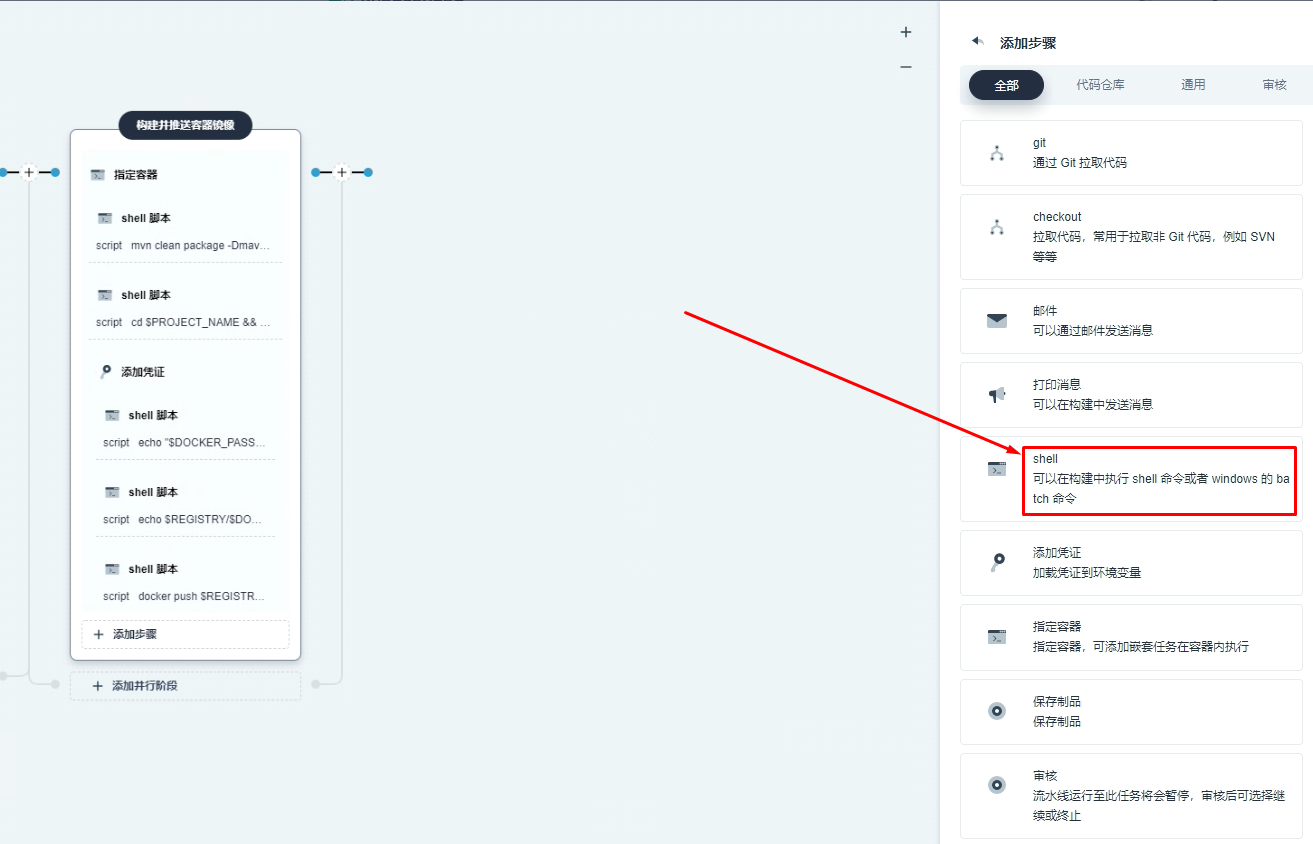 构建并推送容器镜像
指定容器
shell 脚本
script mvn clean package -Dmav...
shell 脚本
script cd $PROJECT_NAME && ...
添加凭证
shell 脚本
script echo "$DOCKER_PASS...
shell 脚本
script echo $REGISTRY/$DO...
shell 脚本
script docker push $REGISTR...
+ 添加步骤
+ 添加并行阶段
添加步骤
全部 代码仓库 通用 审核
git
通过 Git 拉取代码
checkout
拉取代码，常用于拉取非 Git 代码，例如 SVN
等等
邮件
可以通过邮件发送消息
打印消息
可以在构建中发送消息
shell
可以在构建中执行 shell 命令或者 windows 的 ba
tch 命令
添加凭证
加载凭证到环境变量
指定容器
指定容器，可添加嵌套任务在容器内执行
保存制品
保存制品
审核
流水线运行至此任务将会暂停，审核后可选择继
续或终止